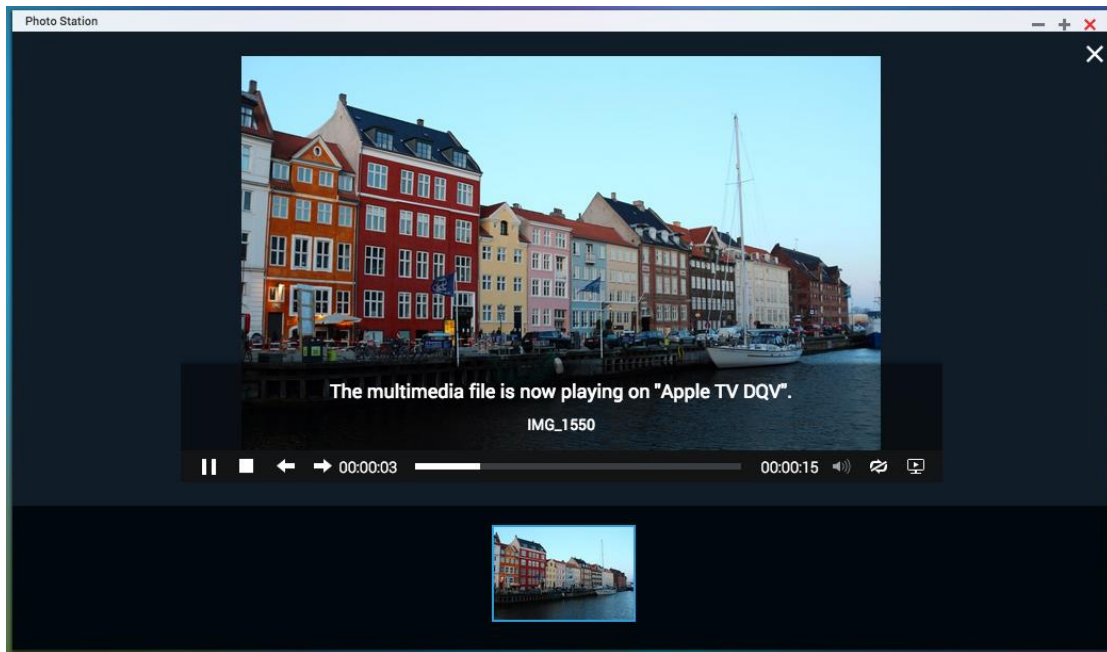 Photo Station
The multimedia file is now playing on "Apple TV DQV".
IMG_1550
00:00:03 00:00:15